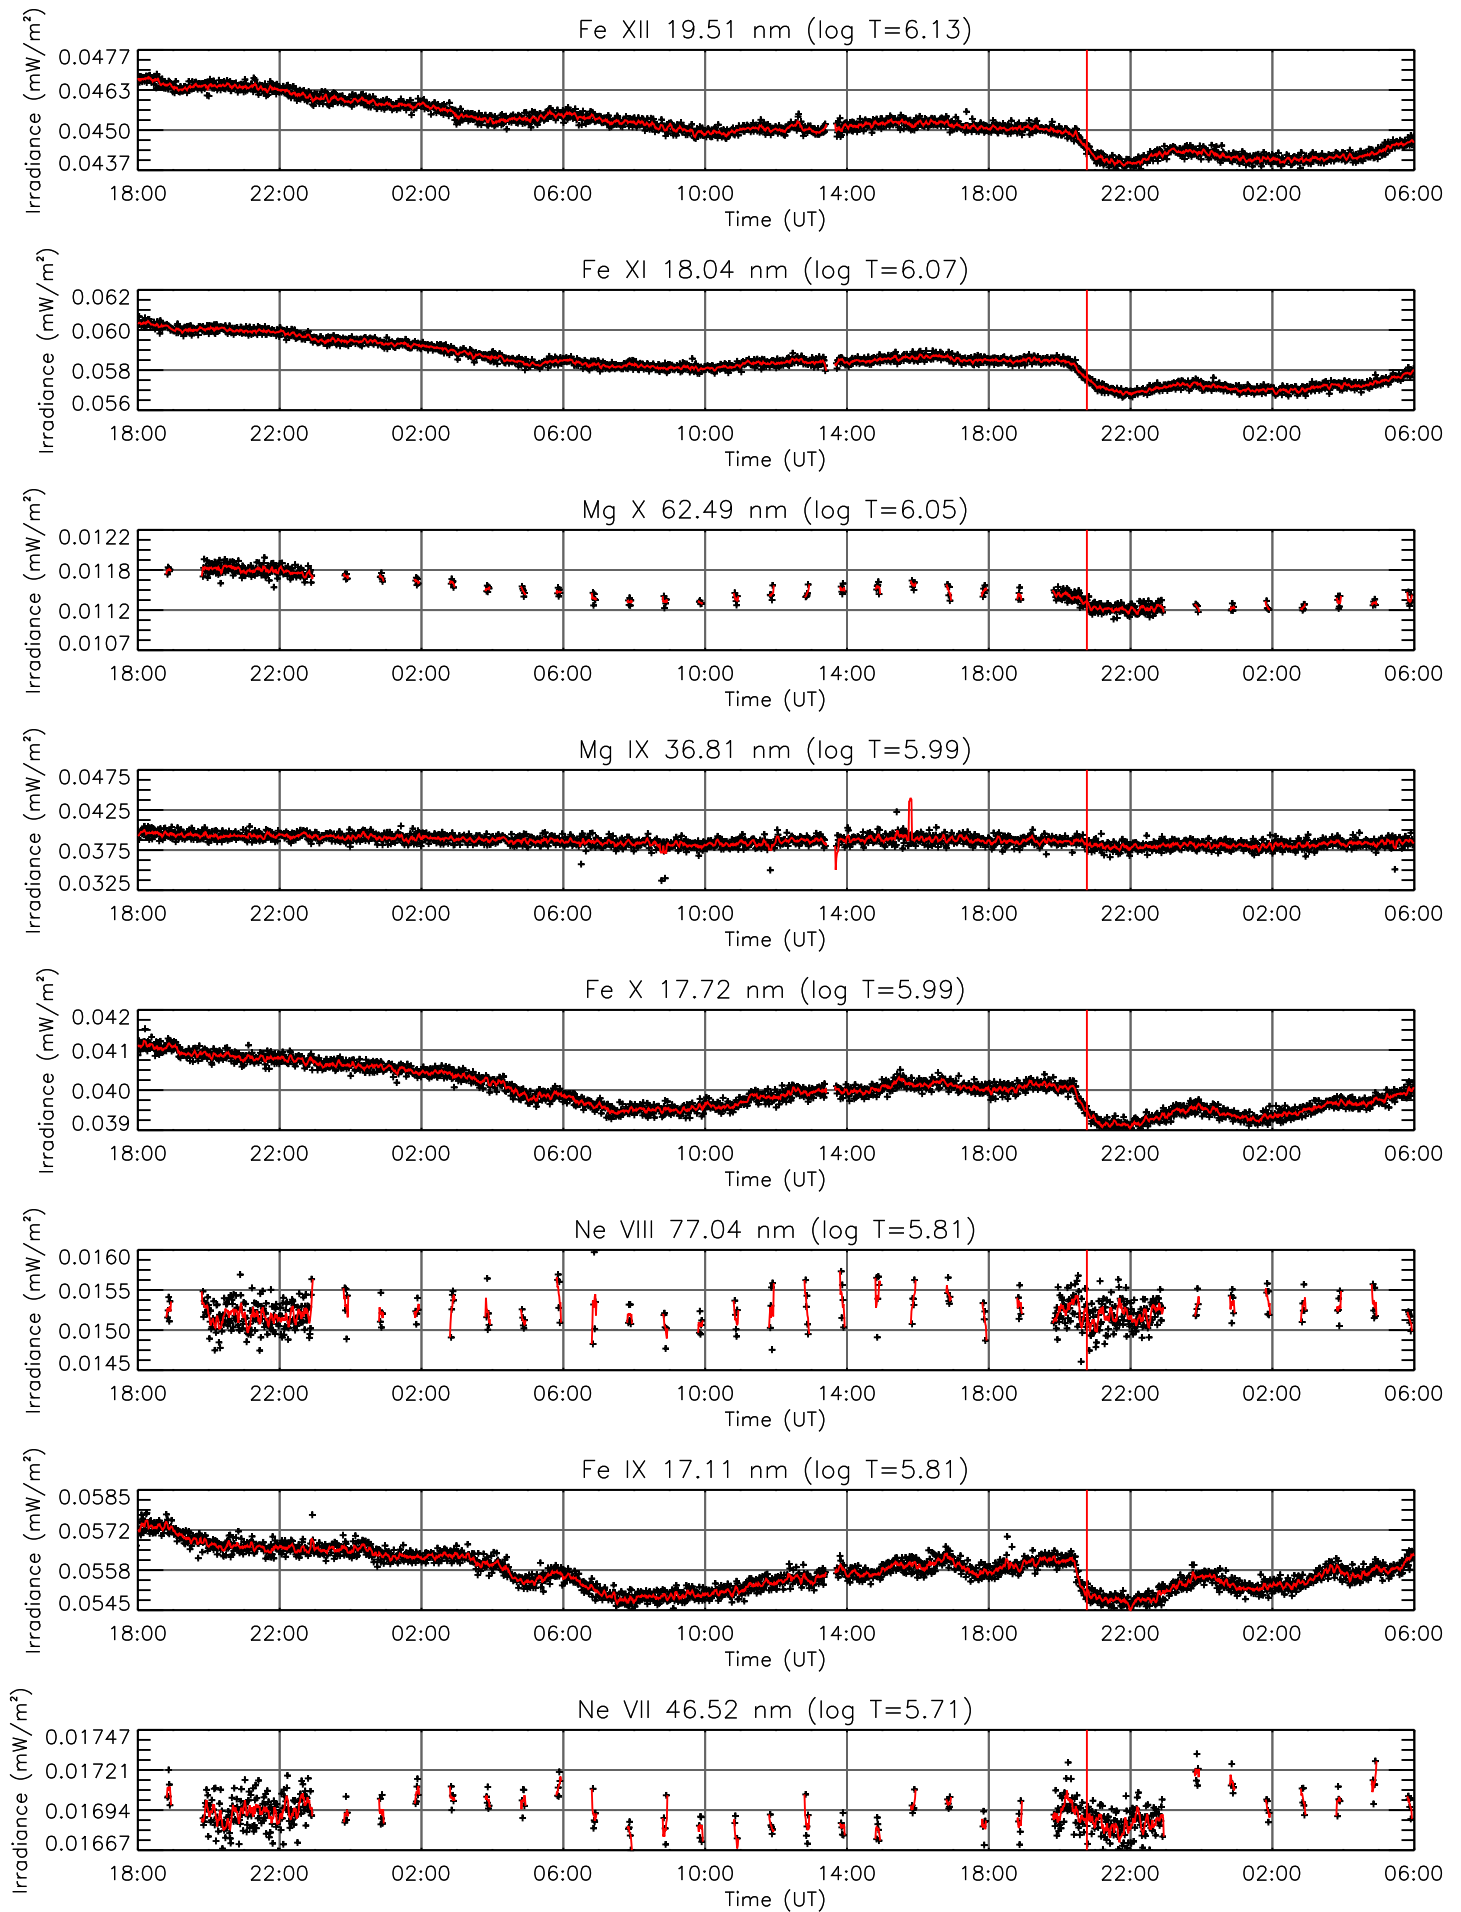 Fe XII 19.51 nm (log T=6.13)
Irradiance (mW/m²)
0.0477
0.0463
0.0450
0.0437
18:00 22:00 02:00 06:00 10:00 14:00 18:00 22:00 02:00 06:00
Time (UT)
Fe XI 18.04 nm (log T=6.07)
Irradiance (mW/m²)
0.062
0.060
0.058
0.056
18:00 22:00 02:00 06:00 10:00 14:00 18:00 22:00 02:00 06:00
Time (UT)
Mg X 62.49 nm (log T=6.05)
Irradiance (mW/m²)
0.0122
0.0118
0.0112
0.0107
18:00 22:00 02:00 06:00 10:00 14:00 18:00 22:00 02:00 06:00
Time (UT)
Mg IX 36.81 nm (log T=5.99)
Irradiance (mW/m²)
0.0475
0.0425
0.0375
0.0325
18:00 22:00 02:00 06:00 10:00 14:00 18:00 22:00 02:00 06:00
Time (UT)
Fe X 17.72 nm (log T=5.99)
Irradiance (mW/m²)
0.042
0.041
0.040
0.039
18:00 22:00 02:00 06:00 10:00 14:00 18:00 22:00 02:00 06:00
Time (UT)
Ne VIII 77.04 nm (log T=5.81)
Irradiance (mW/m²)
0.0160
0.0155
0.0150
0.0145
18:00 22:00 02:00 06:00 10:00 14:00 18:00 22:00 02:00 06:00
Time (UT)
Fe IX 17.11 nm (log T=5.81)
Irradiance (mW/m²)
0.0585
0.0572
0.0558
0.0545
18:00 22:00 02:00 06:00 10:00 14:00 18:00 22:00 02:00 06:00
Time (UT)
Ne VII 46.52 nm (log T=5.71)
Irradiance (mW/m²)
0.01747
0.01721
0.01694
0.01667
18:00 22:00 02:00 06:00 10:00 14:00 18:00 22:00 02:00 06:00
Time (UT)